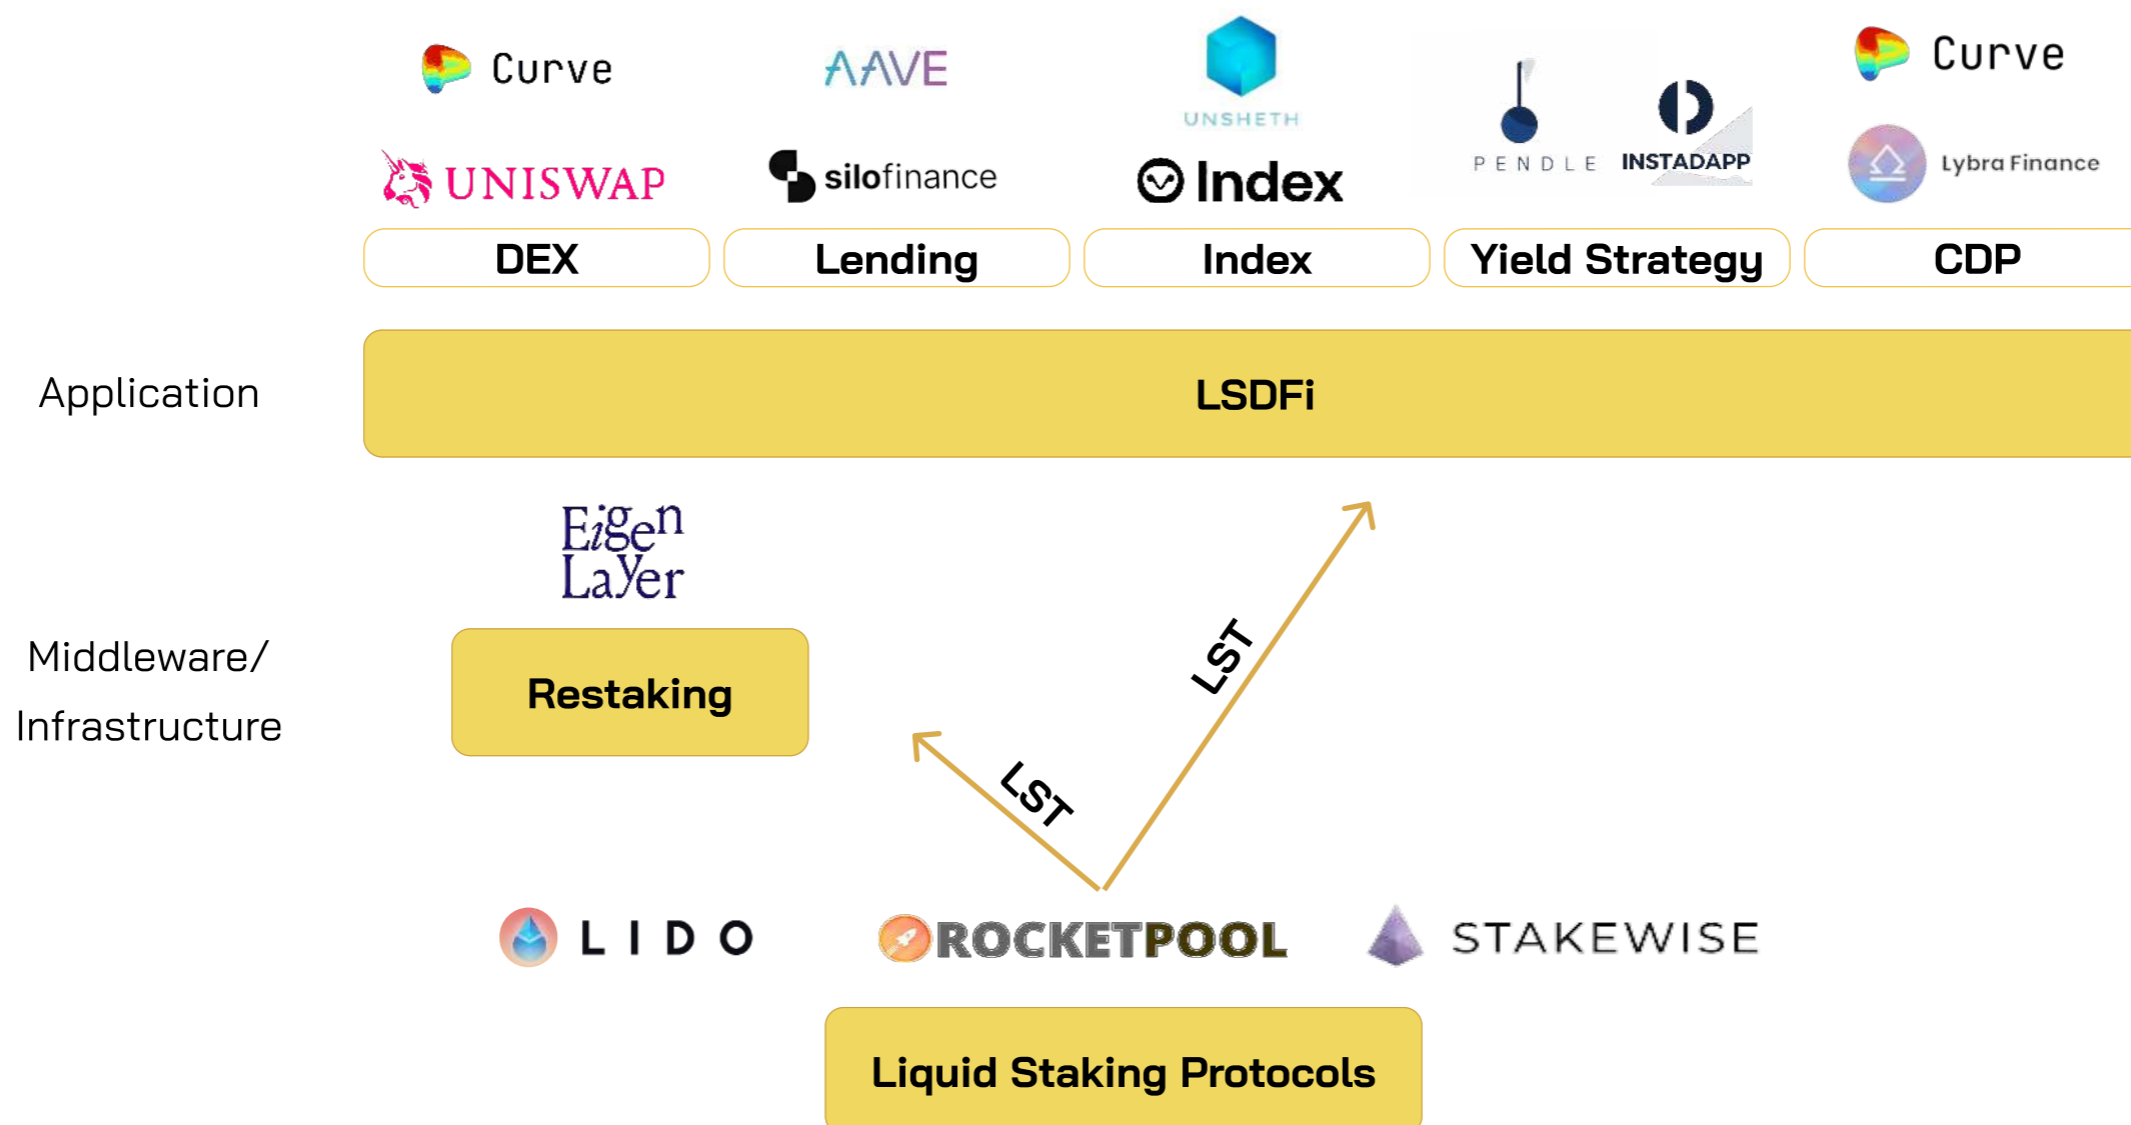 Curve
AAVE
UNSHETH
PENDLE
INSTADAPP
Curve
UNISWAP
silofinance
Index
Lybra Finance
DEX
Lending
Index
Yield Strategy
CDP
Application
LSDFi
Eigen
Layer
Middleware/
Infrastructure
Restaking
LST
LST
LIDO
ROCKETPOOL
STAKEWISE
Liquid Staking Protocols